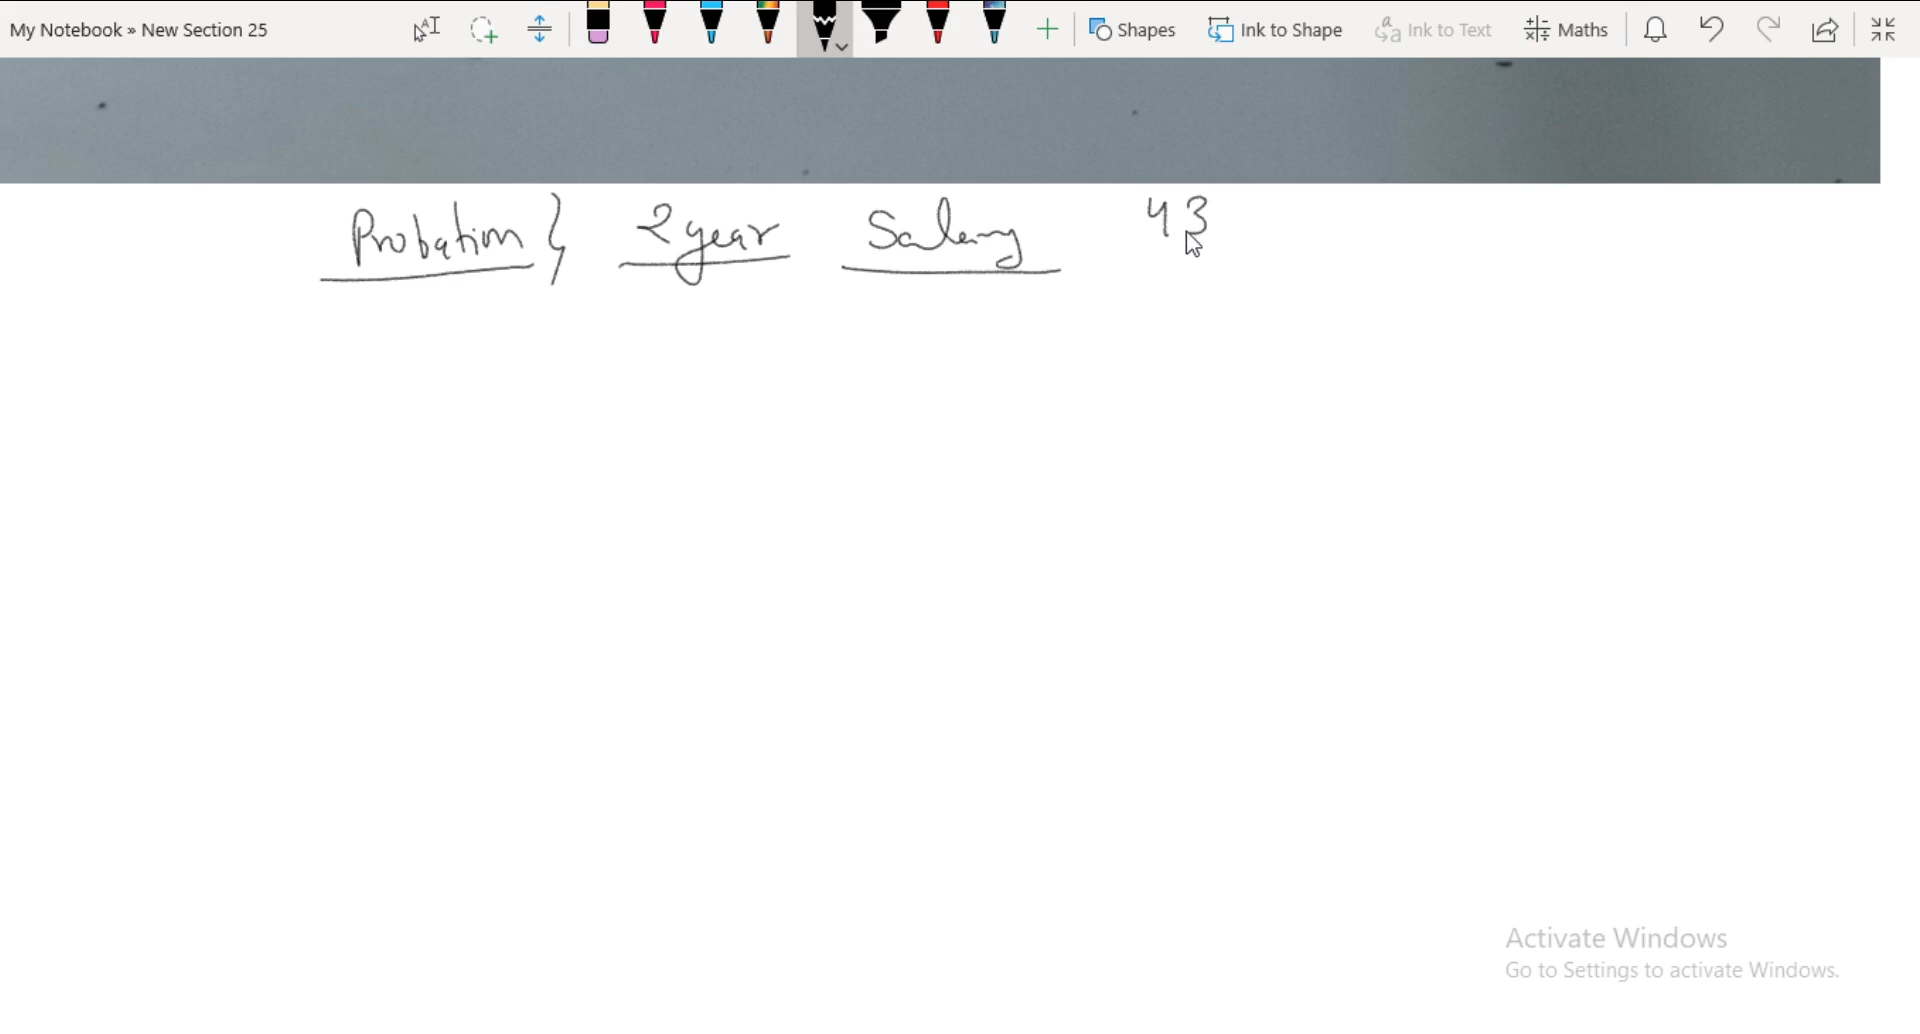 My Notebook » New Section 25 Shapes Ink to Shape Ink to Text Maths
Probation} 2 year Salary 43
Activate Windows
Go to Settings to activate Windows.